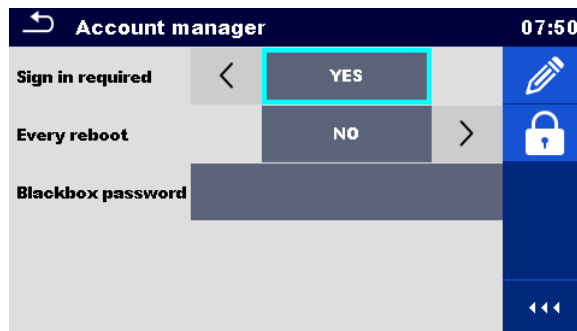 Account manager 07:50
Sign in required YES
Every reboot NO
Blackbox password